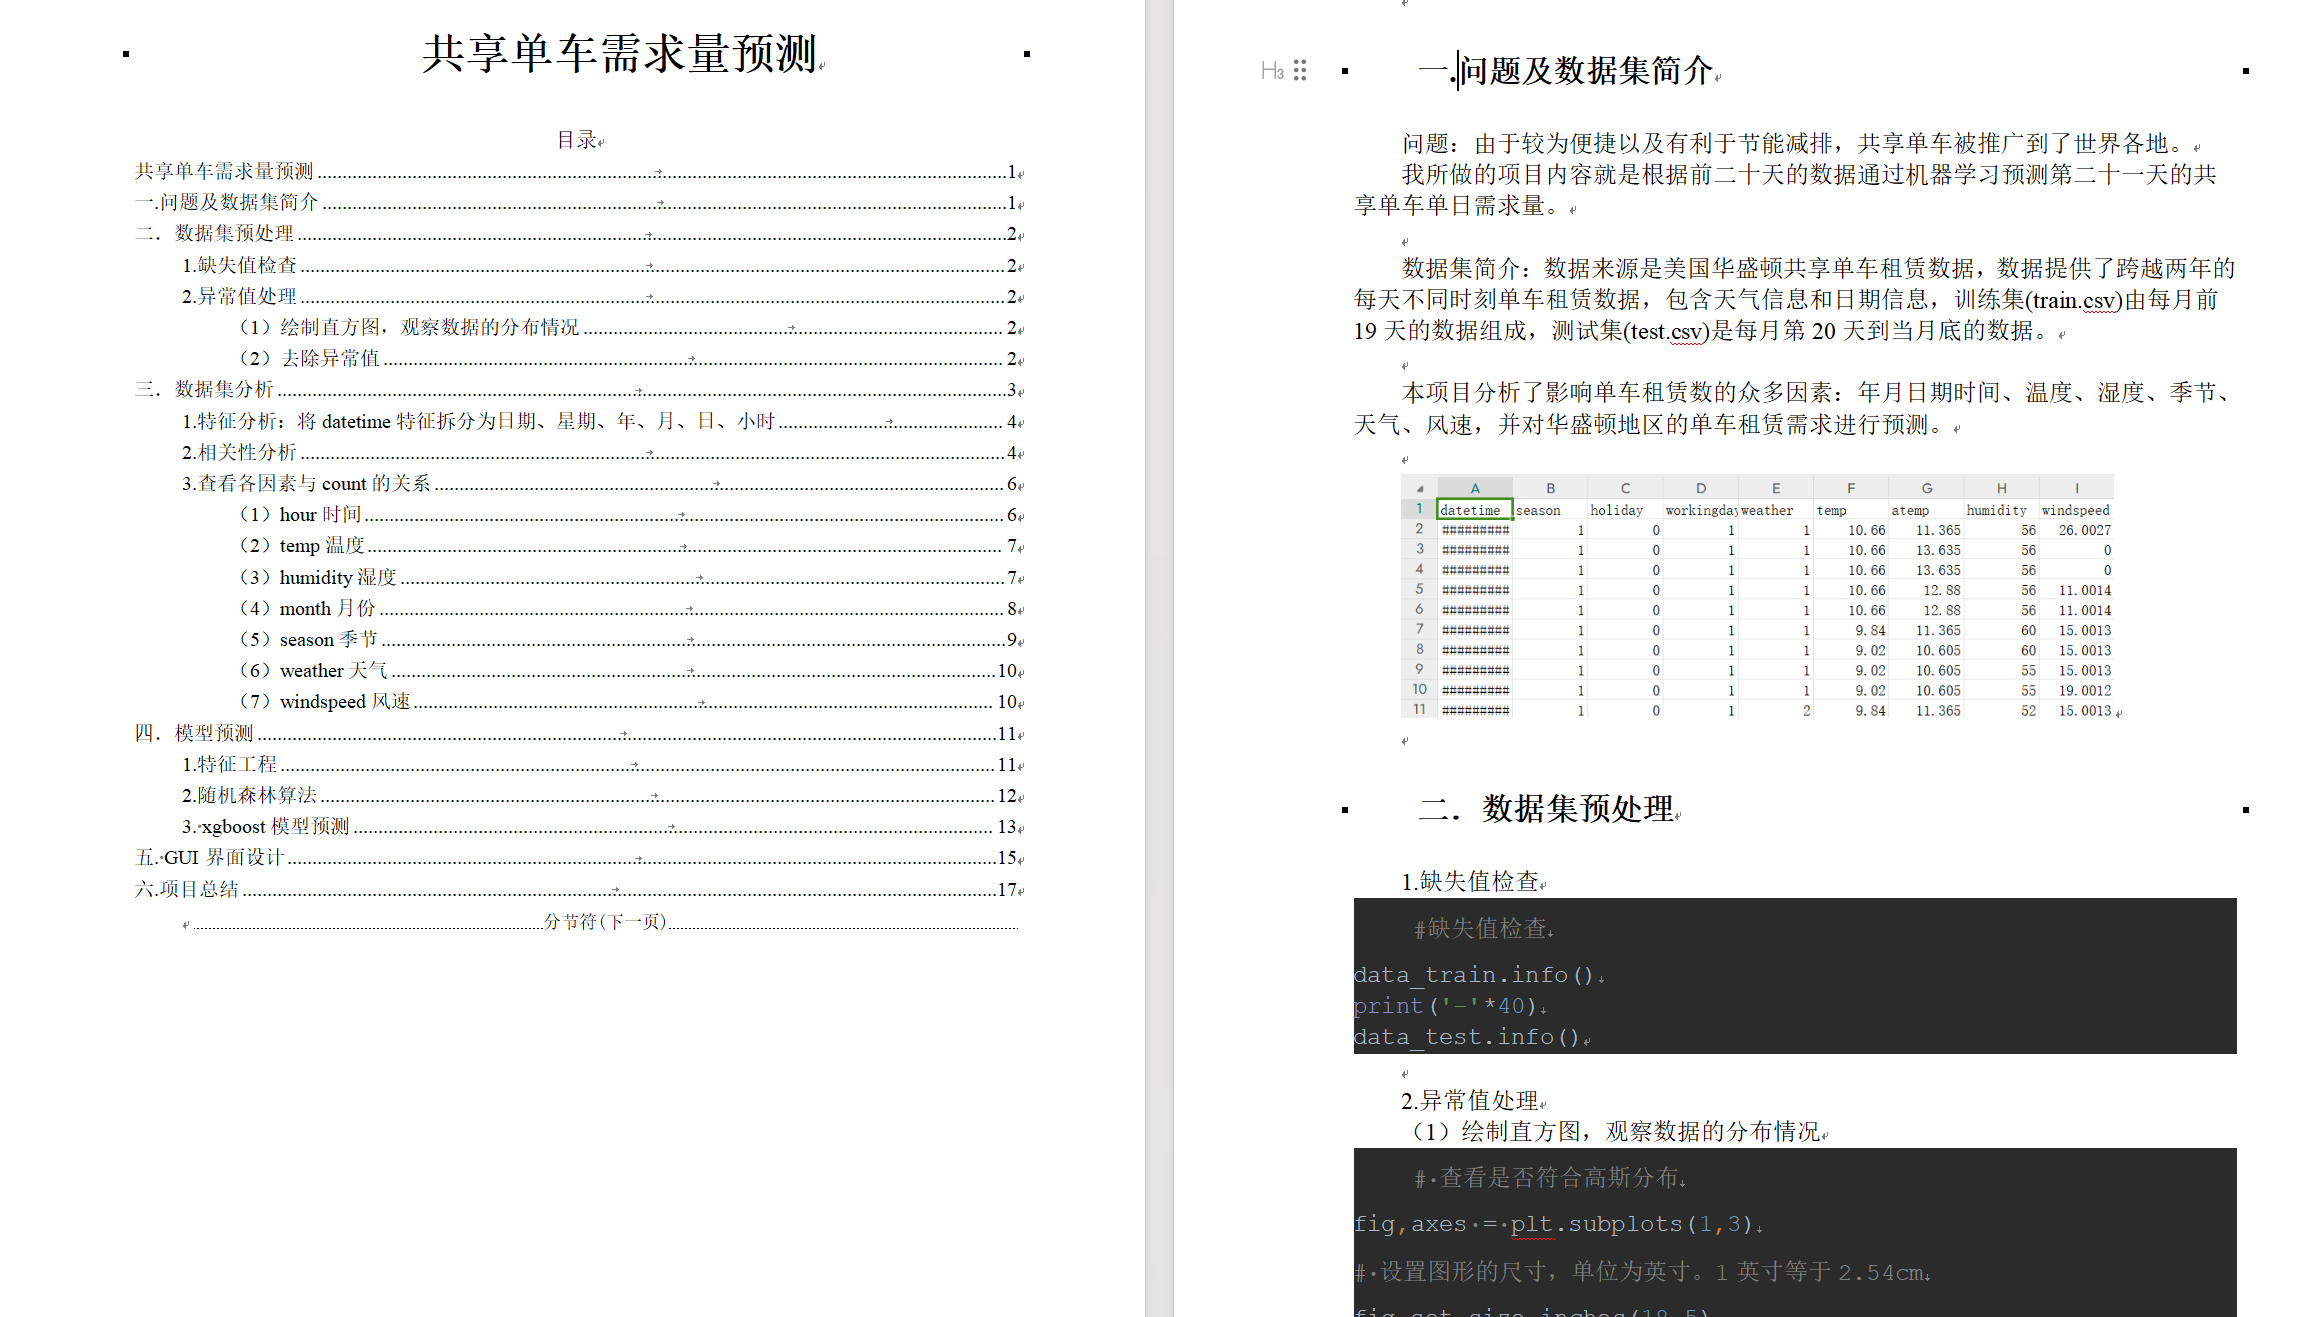 共享单车需求量预测
目录
共享单车需求量预测 1
一.问题及数据集简介 1
二．数据集预处理 2
1.缺失值检查 2
2.异常值处理 2
（1）绘制直方图，观察数据的分布情况 2
（2）去除异常值 2
三．数据集分析 3
1.特征分析：将 datetime 特征拆分为日期、星期、年、月、日、小时 4
2.相关性分析 4
3.查看各因素与 count 的关系 6
（1）hour 时间 6
（2）temp 温度 7
（3）humidity 湿度 7
（4）month 月份 8
（5）season 季节 9
（6）weather 天气 10
（7）windspeed 风速 10
四．模型预测 11
1.特征工程 11
2.随机森林算法 12
3. xgboost 模型预测 13
五. GUI 界面设计 15
六.项目总结 17
分节符(下一页)
H3
一.问题及数据集简介
问题：由于较为便捷以及有利于节能减排，共享单车被推广到了世界各地。
我所做的项目内容就是根据前二十天的数据通过机器学习预测第二十一天的共
享单车单日需求量。
数据集简介：数据来源是美国华盛顿共享单车租赁数据，数据提供了跨越两年的
每天不同时刻单车租赁数据，包含天气信息和日期信息，训练集(train.csv)由每月前
19 天的数据组成，测试集(test.csv)是每月第 20 天到当月底的数据。
本项目分析了影响单车租赁数的众多因素：年月日期时间、温度、湿度、季节、
天气、风速，并对华盛顿地区的单车租赁需求进行预测。
A B C D E F G H I
1 datetime season holiday workingday weather temp atemp humidity windspeed
2 ######### 1 0 1 1 10.66 11.365 56 26.0027
3 ######### 1 0 1 1 10.66 13.635 56 0
4 ######### 1 0 1 1 10.66 13.635 56 0
5 ######### 1 0 1 1 10.66 12.88 56 11.0014
6 ######### 1 0 1 1 10.66 12.88 56 11.0014
7 ######### 1 0 1 1 9.84 11.365 60 15.0013
8 ######### 1 0 1 1 9.02 10.605 60 15.0013
9 ######### 1 0 1 1 9.02 10.605 55 15.0013
10 ######### 1 0 1 1 9.02 10.605 55 19.0012
11 ######### 1 0 1 2 9.84 11.365 52 15.0013
二．数据集预处理
1.缺失值检查
#缺失值检查
data_train.info()
print('-'*40)
data_test.info()
2.异常值处理
（1）绘制直方图，观察数据的分布情况
# 查看是否符合高斯分布
fig,axes = plt.subplots(1,3)
# 设置图形的尺寸，单位为英寸。1 英寸等于 2.54cm